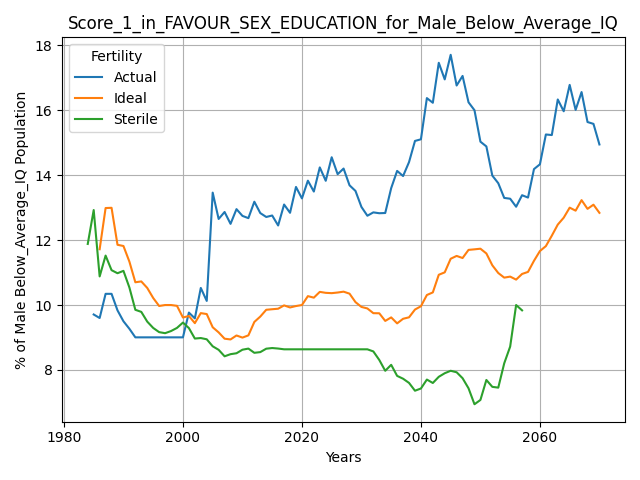 Score_1_in_FAVOUR_SEX_EDUCATION_for_Male_Below_Average_IQ
Fertility
Actual
Ideal
Sterile
% of Male Below_Average_IQ Population
18
16
14
12
10
8
1980
2000
2020
2040
2060
Years